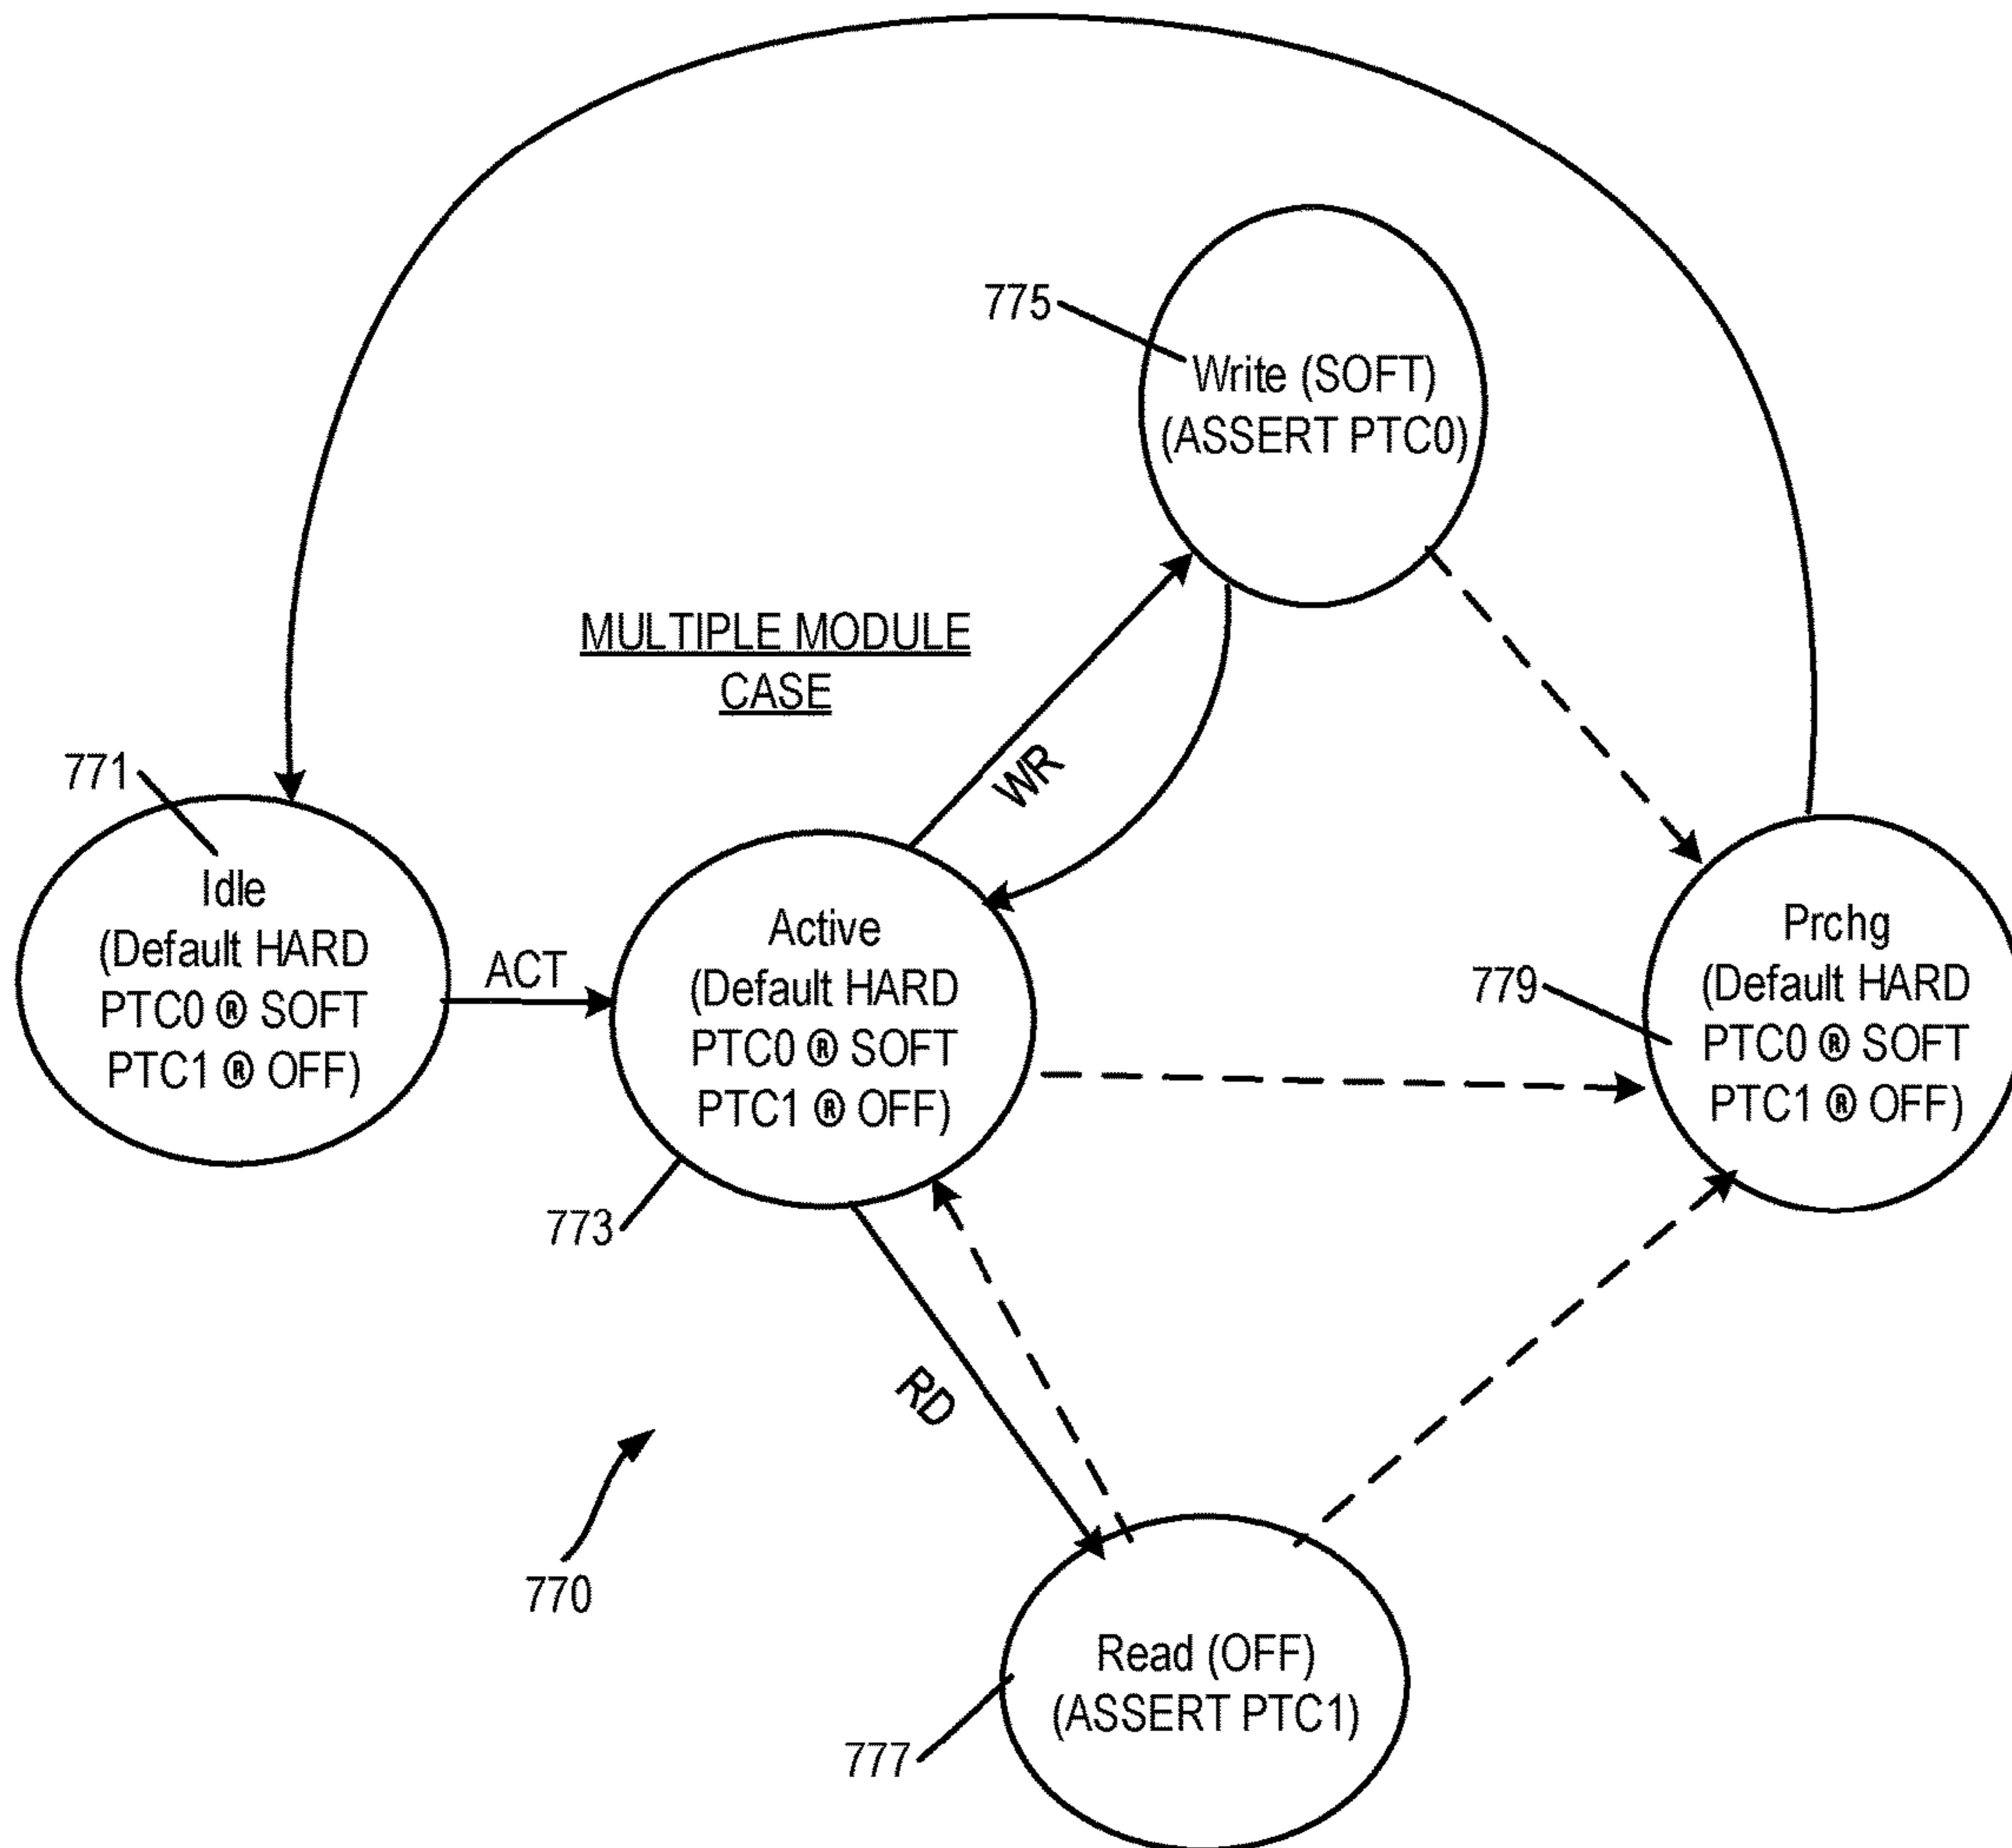 775
Write (SOFT)
(ASSERT PTC0)
MULTIPLE MODULE
CASE
WR
771
Idle
(Default HARD
PTC0 ® SOFT
PTC1 ® OFF)
ACT
Active
(Default HARD
PTC0 ® SOFT
PTC1 ® OFF)
773
779
Prchg
(Default HARD
PTC0 ® SOFT
PTC1 ® OFF)
RD
770
Read (OFF)
(ASSERT PTC1)
777